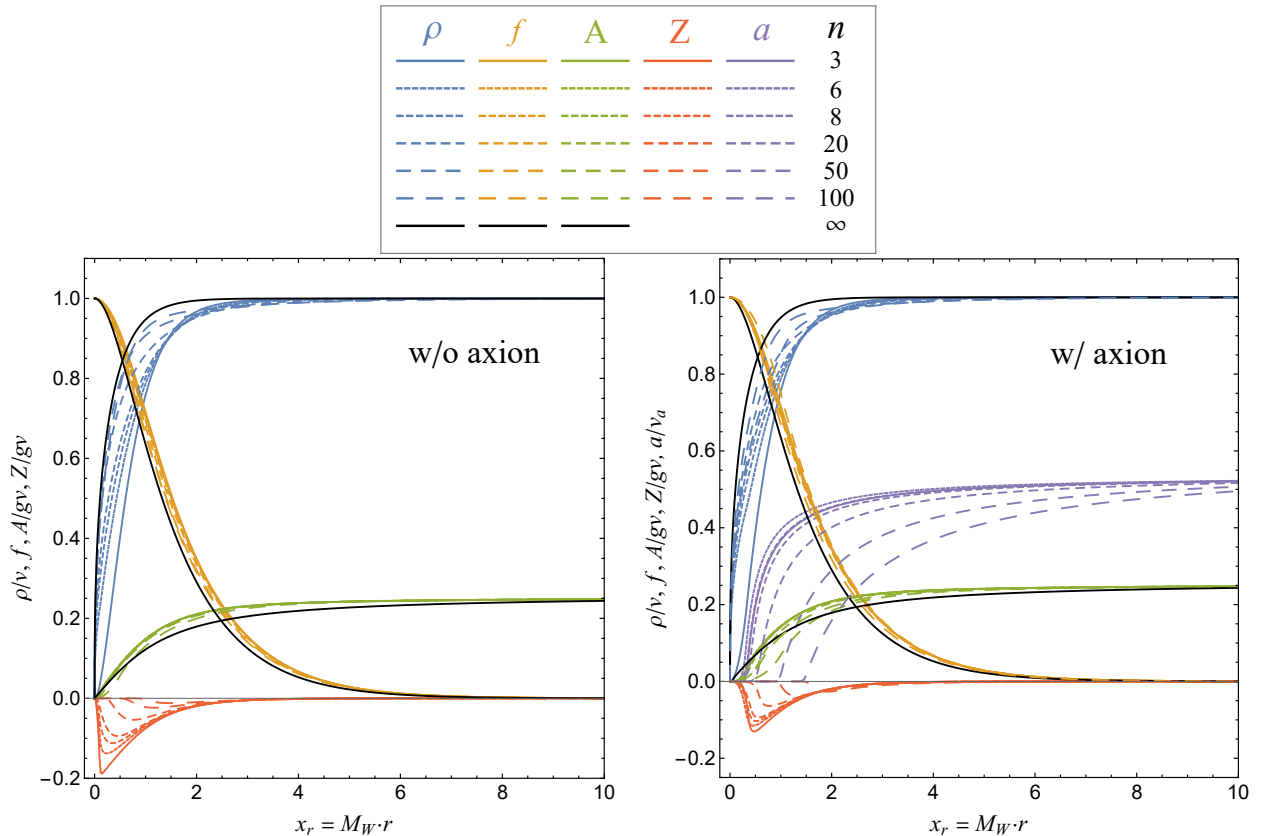 ρ f A Z a n
3
6
8
20
50
100
∞
w/o axion
ρ/v, f, A/gv, Z/gv
1.0
0.8
0.6
0.4
0.2
0.0
−0.2
0 2 4 6 8 10
x_r = M_W·r
w/ axion
ρ/v, f, A/gv, Z/gv, a/v_a
1.0
0.8
0.6
0.4
0.2
0.0
−0.2
0 2 4 6 8 10
x_r = M_W·r